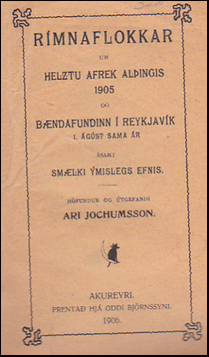 RÍMNAFLOKKAR
UM
HELZTU AFREK ALÞINGIS
1905
OG
BÆNDAFUNDINN Í REYKJAVÍK
1. ÁGÚST SAMA ÁR
ÁSAMT
SMÆLKI ÝMISLEGS EFNIS.
HÖFUNDUR OG ÚTGEFANDI
ARI JOCHUMSSON.
AKUREYRI.
PRENTAÐ HJÁ ODDI BJÖRNSSYNI.
1906.